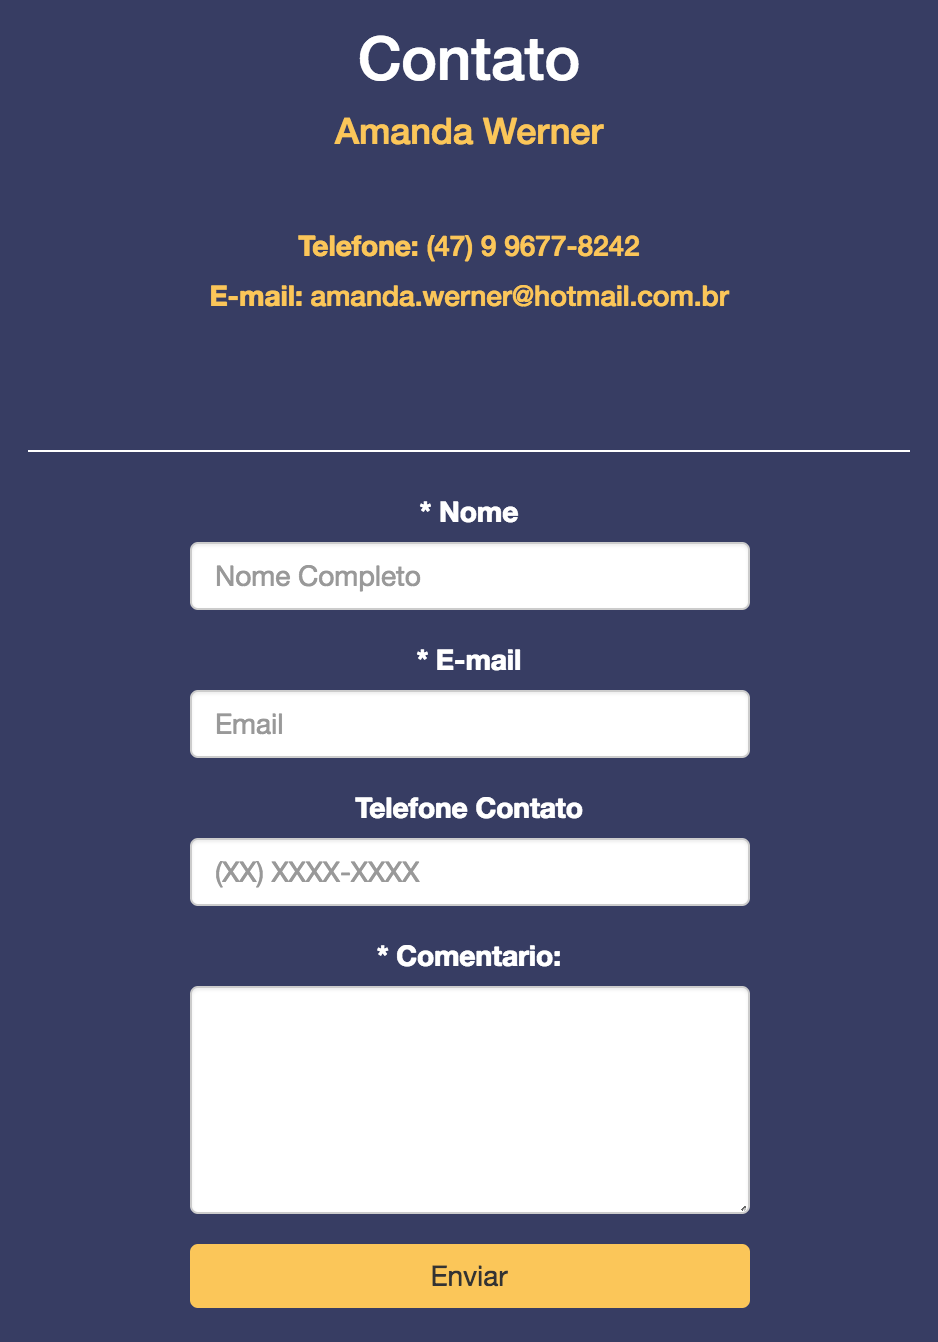 Contato
Amanda Werner
Telefone: (47) 9 9677-8242
E-mail: amanda.werner@hotmail.com.br
* Nome
Nome Completo
* E-mail
Email
Telefone Contato
(XX) XXXX-XXXX
* Comentario:
Enviar